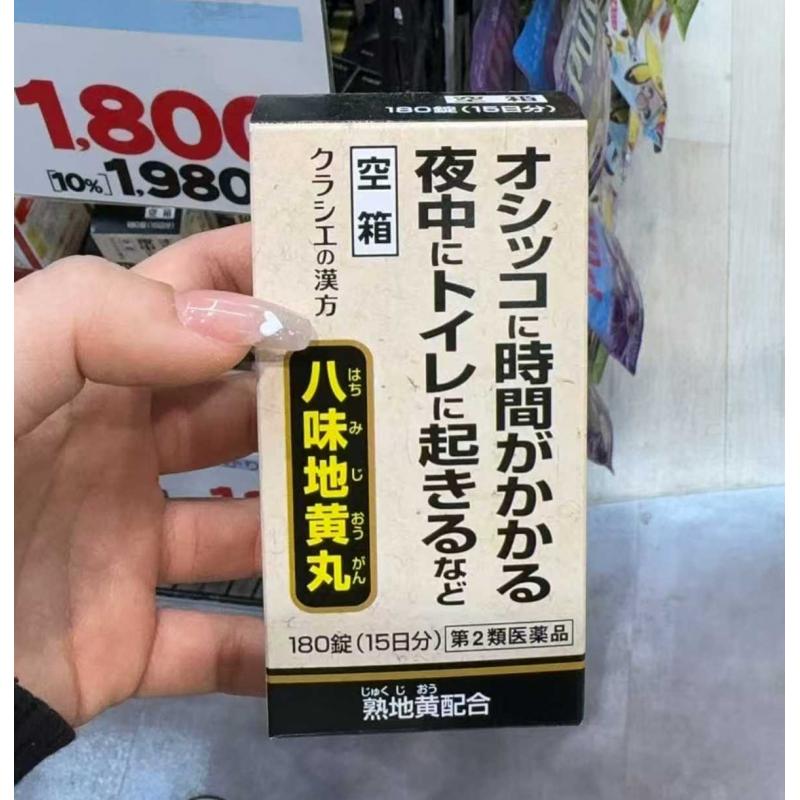 1,800
[10%]1,980
空箱
180錠(15日分)
オシッコに時間がかかる
夜中にトイレに起きるなど
空箱
クラシエの漢方
八味地黄丸
はちみじおうがん
180錠(15日分)
第2類医薬品
じゅくじおう
熟地黄配合
空箱